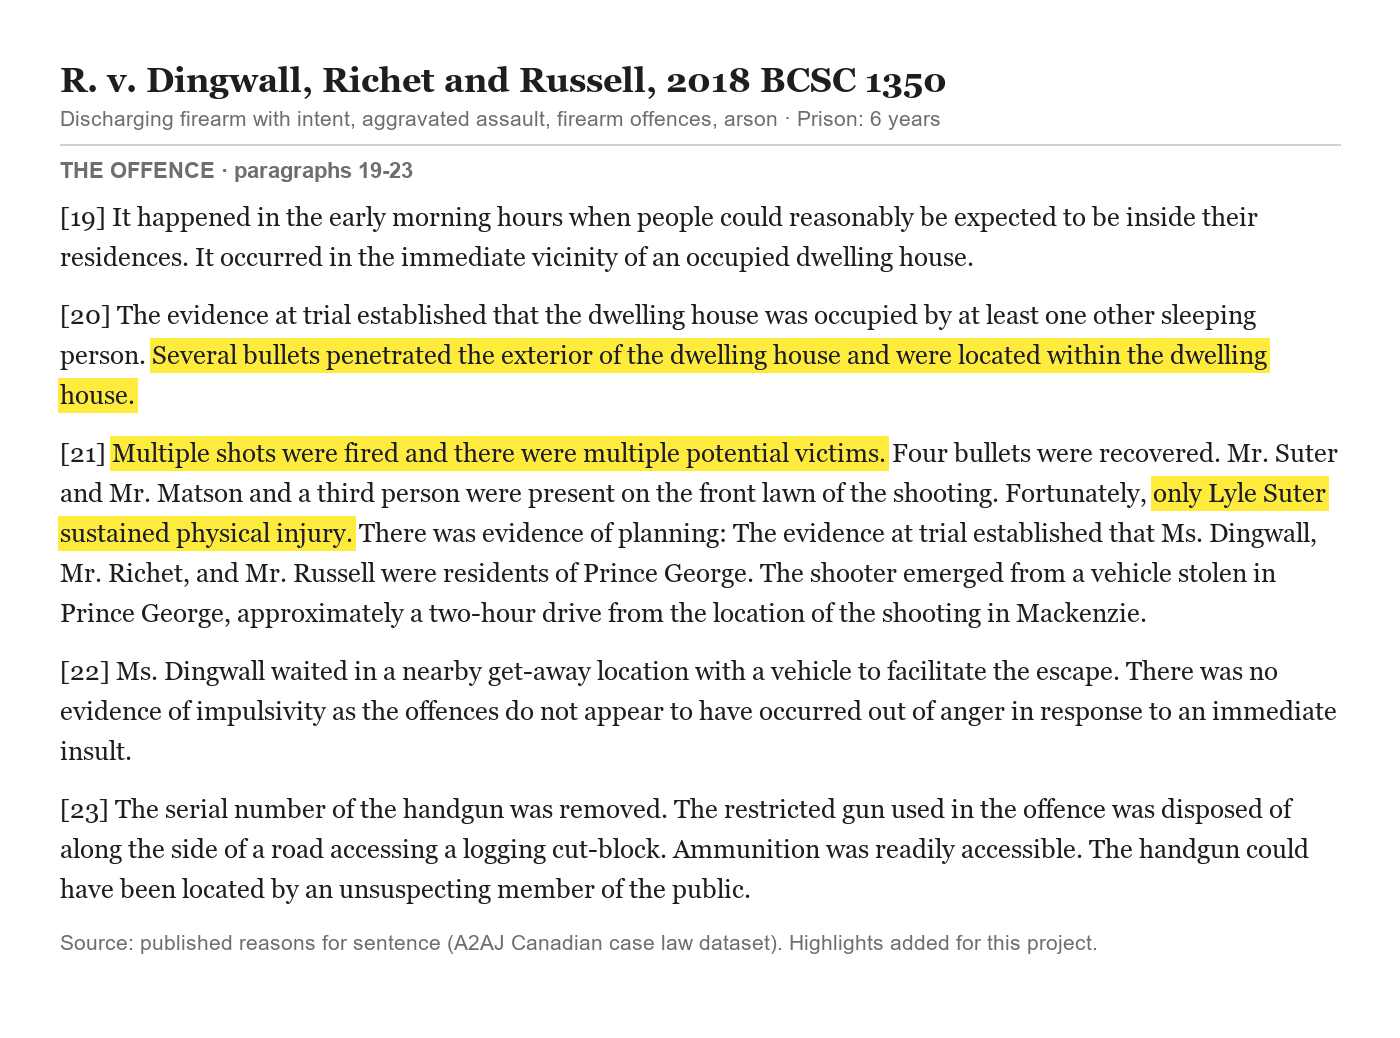 R. v. Dingwall, Richet and Russell, 2018 BCSC 1350
Discharging firearm with intent, aggravated assault, firearm offences, arson · Prison: 6 years
THE OFFENCE · paragraphs 19-23
[19] It happened in the early morning hours when people could reasonably be expected to be inside their
residences. It occurred in the immediate vicinity of an occupied dwelling house.
[20] The evidence at trial established that the dwelling house was occupied by at least one other sleeping
person. Several bullets penetrated the exterior of the dwelling house and were located within the dwelling
house.
[21] Multiple shots were fired and there were multiple potential victims. Four bullets were recovered. Mr. Suter
and Mr. Matson and a third person were present on the front lawn of the shooting. Fortunately, only Lyle Suter
sustained physical injury. There was evidence of planning: The evidence at trial established that Ms. Dingwall,
Mr. Richet, and Mr. Russell were residents of Prince George. The shooter emerged from a vehicle stolen in
Prince George, approximately a two-hour drive from the location of the shooting in Mackenzie.
[22] Ms. Dingwall waited in a nearby get-away location with a vehicle to facilitate the escape. There was no
evidence of impulsivity as the offences do not appear to have occurred out of anger in response to an immediate
insult.
[23] The serial number of the handgun was removed. The restricted gun used in the offence was disposed of
along the side of a road accessing a logging cut-block. Ammunition was readily accessible. The handgun could
have been located by an unsuspecting member of the public.
Source: published reasons for sentence (A2AJ Canadian case law dataset). Highlights added for this project.